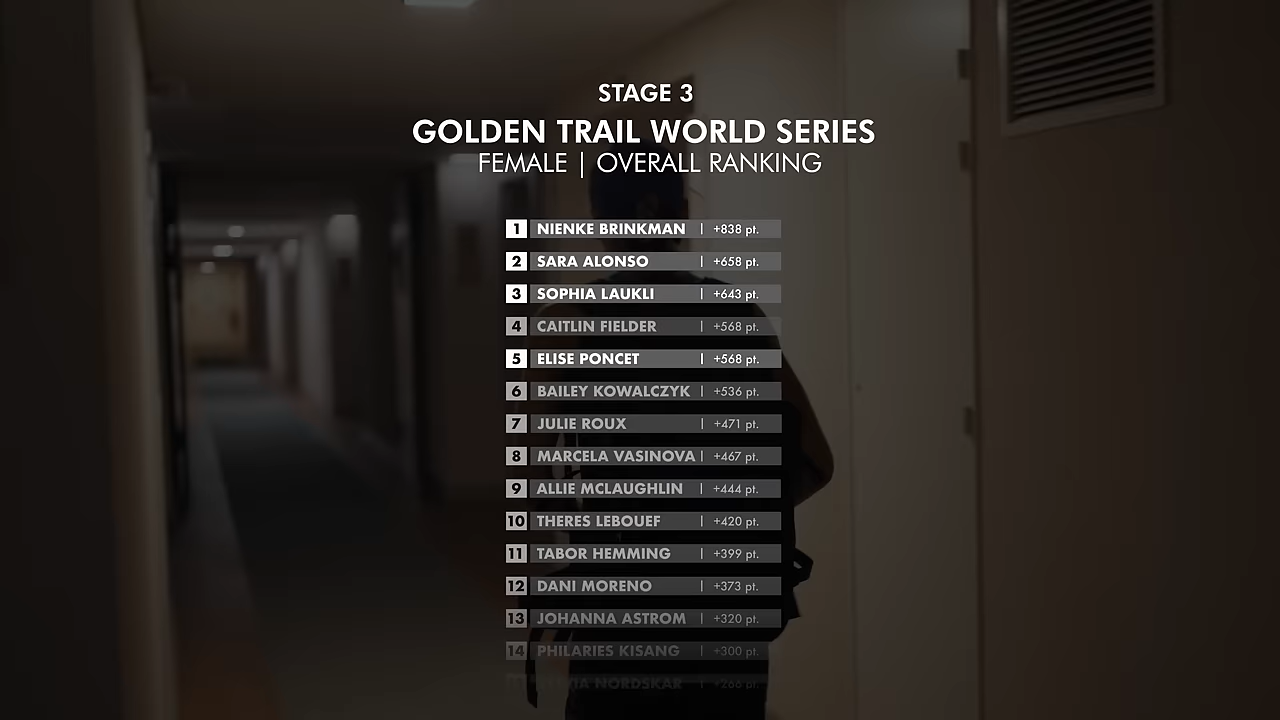 STAGE 3
GOLDEN TRAIL WORLD SERIES
FEMALE | OVERALL RANKING
1 NIENKE BRINKMAN | +838 pt.
2 SARA ALONSO | +658 pt.
3 SOPHIA LAUKLI | +643 pt.
4 CAITLIN FIELDER | +568 pt.
5 ELISE PONCET | +568 pt.
6 BAILEY KOWALCZYK | +536 pt.
7 JULIE ROUX | +471 pt.
8 MARCELA VASINOVA | +467 pt.
9 ALLIE MCLAUGHLIN | +444 pt.
10 THERES LEBOUEF | +420 pt.
11 TABOR HEMMING | +399 pt.
12 DANI MORENO | +373 pt.
13 JOHANNA ASTROM | +320 pt.
14 PHILARIES KISANG | +300 pt.
NORDSKAR